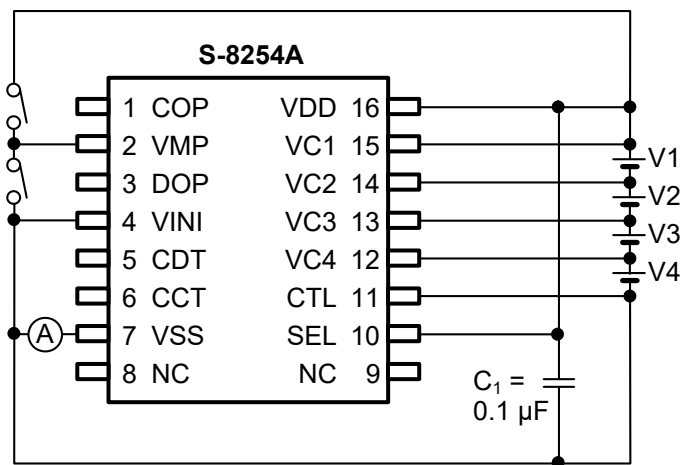 S-8254A
1 COP VDD 16
2 VMP VC1 15
3 DOP VC2 14
4 VINI VC3 13
5 CDT VC4 12
6 CCT CTL 11
7 VSS SEL 10
8 NC NC 9
A
V1
V2
V3
V4
C₁ =
0.1 µF